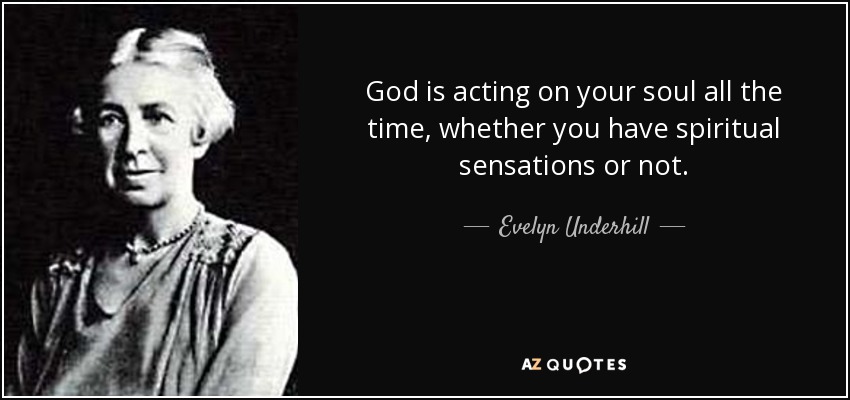 God is acting on your soul all the
time, whether you have spiritual
sensations or not.
— Evelyn Underhill —
AZ QUOTES